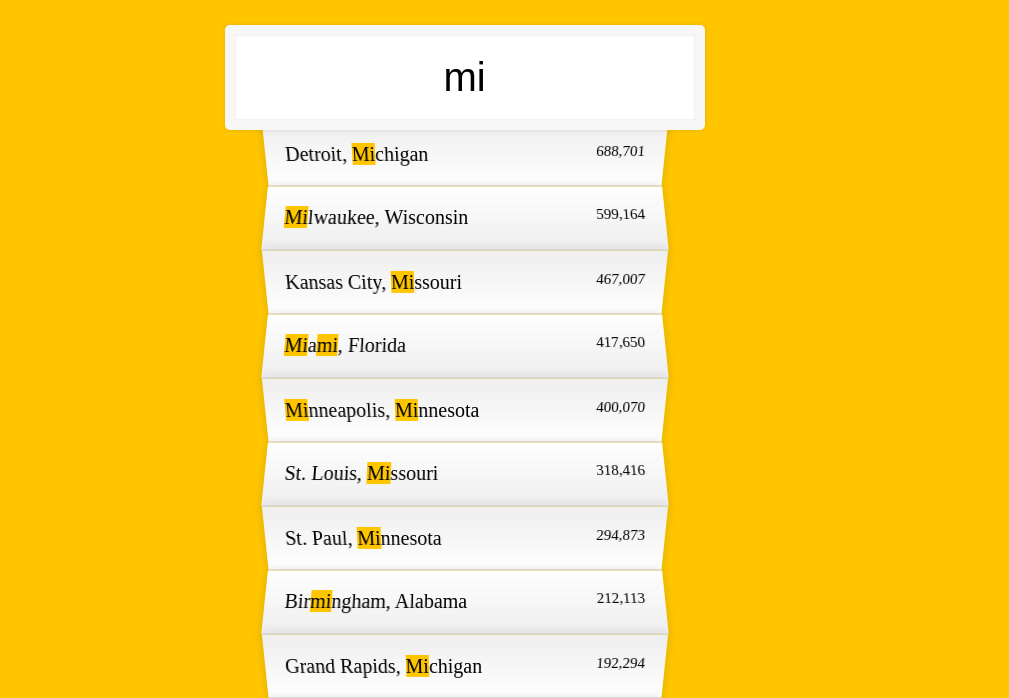 mi
Detroit, Michigan 688,701
Milwaukee, Wisconsin 599,164
Kansas City, Missouri 467,007
Miami, Florida 417,650
Minneapolis, Minnesota 400,070
St. Louis, Missouri 318,416
St. Paul, Minnesota 294,873
Birmingham, Alabama 212,113
Grand Rapids, Michigan 192,294